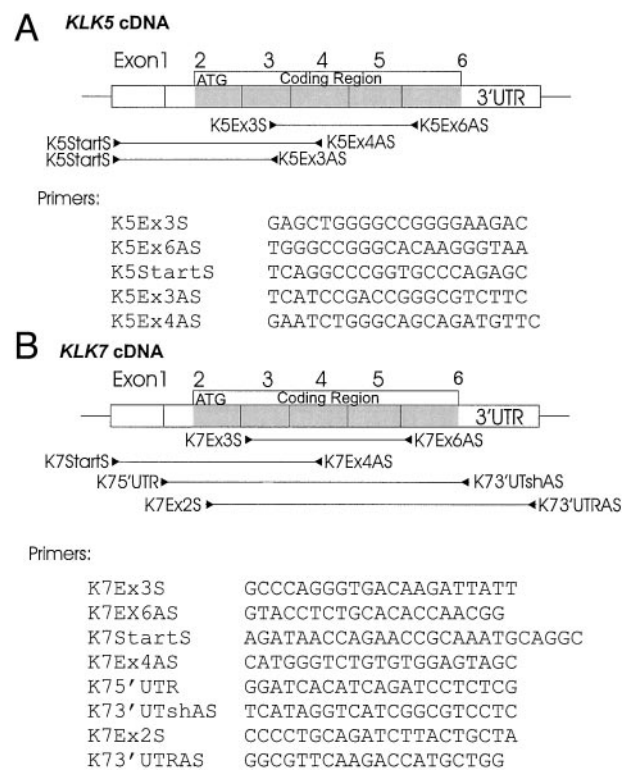 A KLK5 cDNA
Exon1 2 3 4 5 6
ATG Coding Region
3'UTR
K5Ex3S K5Ex6AS
K5StartS K5Ex4AS
K5StartS K5Ex3AS
Primers:
K5Ex3S GAGCTGGGGCCGGGGAAGAC
K5Ex6AS TGGGCCGGGCACAAGGGTAA
K5StartS TCAGGCCCGGTGCCCAGAGC
K5Ex3AS TCATCCGACCGGGCGTCTTC
K5Ex4AS GAATCTGGGCAGCAGATGTTC
B KLK7 cDNA
Exon1 2 3 4 5 6
ATG Coding Region
3'UTR
K7Ex3S K7Ex6AS
K7StartS K7Ex4AS
K75'UTR K73'UTshAS
K7Ex2S K73'UTRAS
Primers:
K7Ex3S GCCCAGGGTGACAAGATTATT
K7EX6AS GTACCTCTGCACACCAACGG
K7StartS AGATAACCAGAACCGCAAATGCAGGC
K7Ex4AS CATGGGTCTGTGTGGAGTAGC
K75'UTR GGATCACATCAGATCCTCTCG
K73'UTshAS TCATAGGTCATCGGCGTCCTC
K7Ex2S CCCCTGCAGATCTTACTGCTA
K73'UTRAS GGCGTTCAAGACCATGCTGG